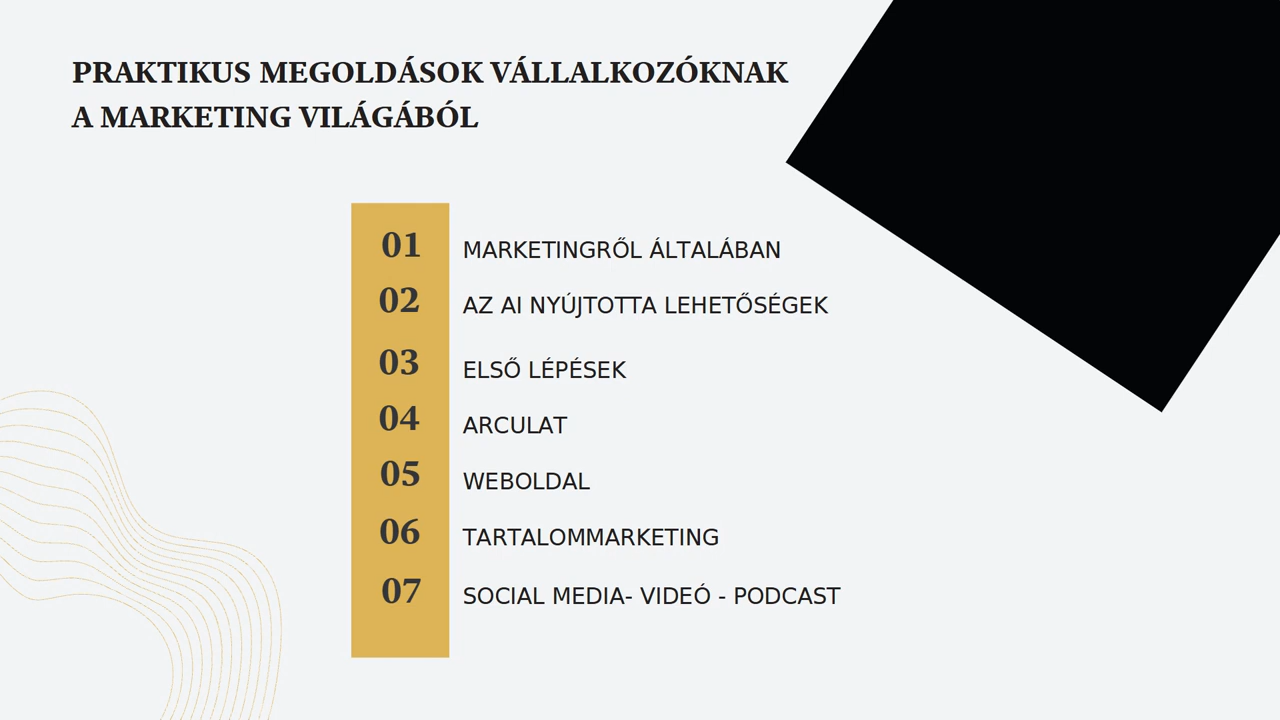 PRAKTIKUS MEGOLDÁSOK VÁLLALKOZÓKNAK
A MARKETING VILÁGÁBÓL
01 MARKETINGRŐL ÁLTALÁBAN
02 AZ AI NYÚJTOTTA LEHETŐSÉGEK
03 ELSŐ LÉPÉSEK
04 ARCULAT
05 WEBOLDAL
06 TARTALOMMARKETING
07 SOCIAL MEDIA- VIDEÓ - PODCAST